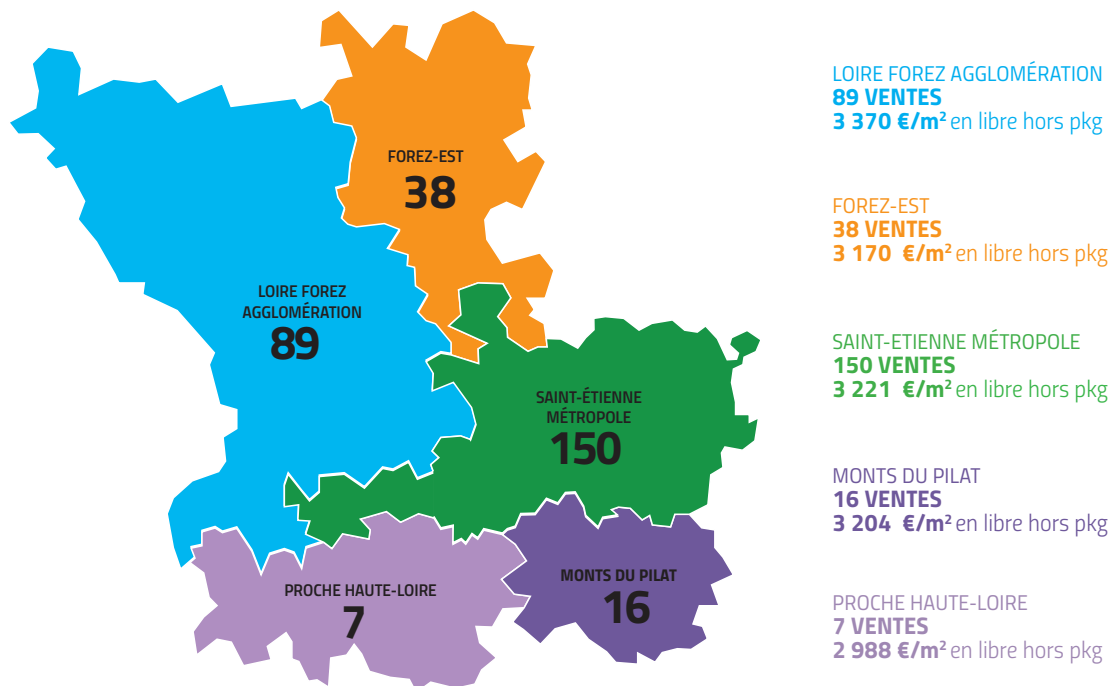 FOREZ-EST
38
LOIRE FOREZ
AGGLOMÉRATION
89
SAINT-ÉTIENNE
MÉTROPOLE
150
MONTS DU PILAT
16
PROCHE HAUTE-LOIRE
7
LOIRE FOREZ AGGLOMÉRATION
89 VENTES
3 370 €/m² en libre hors pkg
FOREZ-EST
38 VENTES
3 170 €/m² en libre hors pkg
SAINT-ETIENNE MÉTROPOLE
150 VENTES
3 221 €/m² en libre hors pkg
MONTS DU PILAT
16 VENTES
3 204 €/m² en libre hors pkg
PROCHE HAUTE-LOIRE
7 VENTES
2 988 €/m² en libre hors pkg